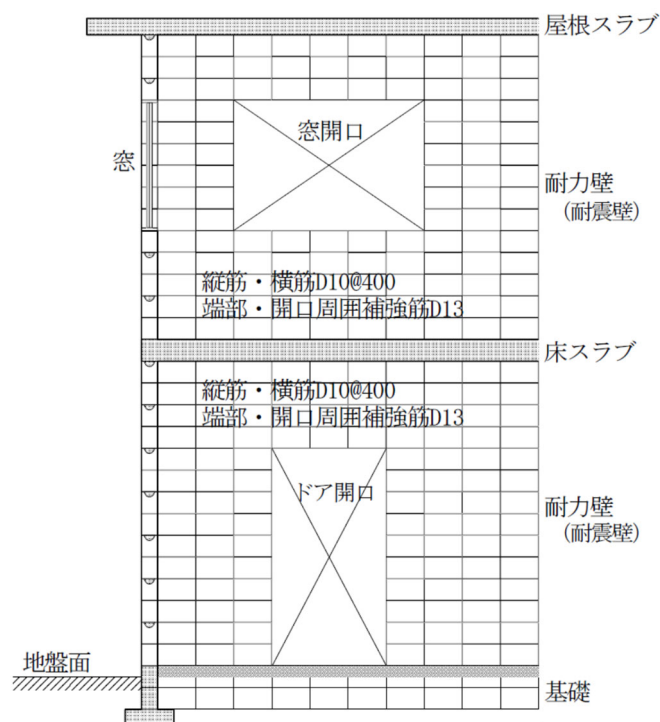 屋根スラブ
窓開口
窓
耐力壁
(耐震壁)
縦筋・横筋D10@400
端部・開口周囲補強筋D13
床スラブ
縦筋・横筋D10@400
端部・開口周囲補強筋D13
ドア開口
耐力壁
(耐震壁)
地盤面
基礎